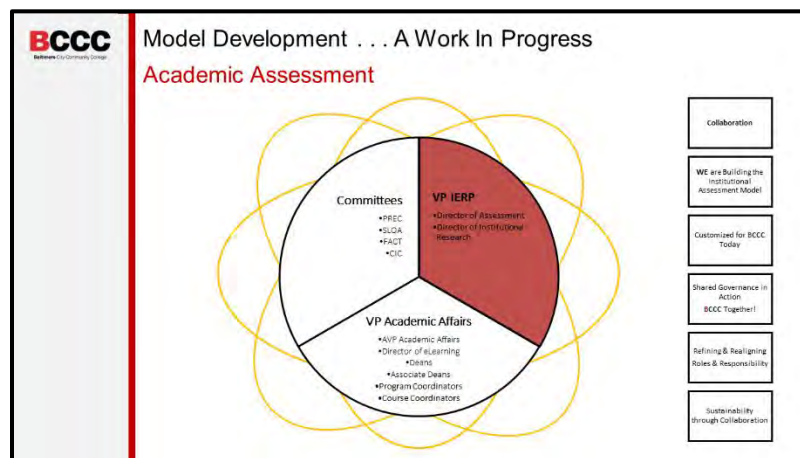 BCCC
Baltimore City Community College
Model Development . . . A Work In Progress
Academic Assessment
Committees
•PREC
•SLOA
•FACT
•CIC
VP IERP
•Director of Assessment
•Director of Institutional
Research
VP Academic Affairs
•AVP Academic Affairs
•Director of eLearning
•Deans
•Associate Deans
•Program Coordinators
•Course Coordinators
Collaboration
WE are Building the
Institutional
Assessment Model
Customized for BCCC
Today
Shared Governance in
Action
BCCC Together!
Refining & Realigning
Roles & Responsibility
Sustainability
through Collaboration